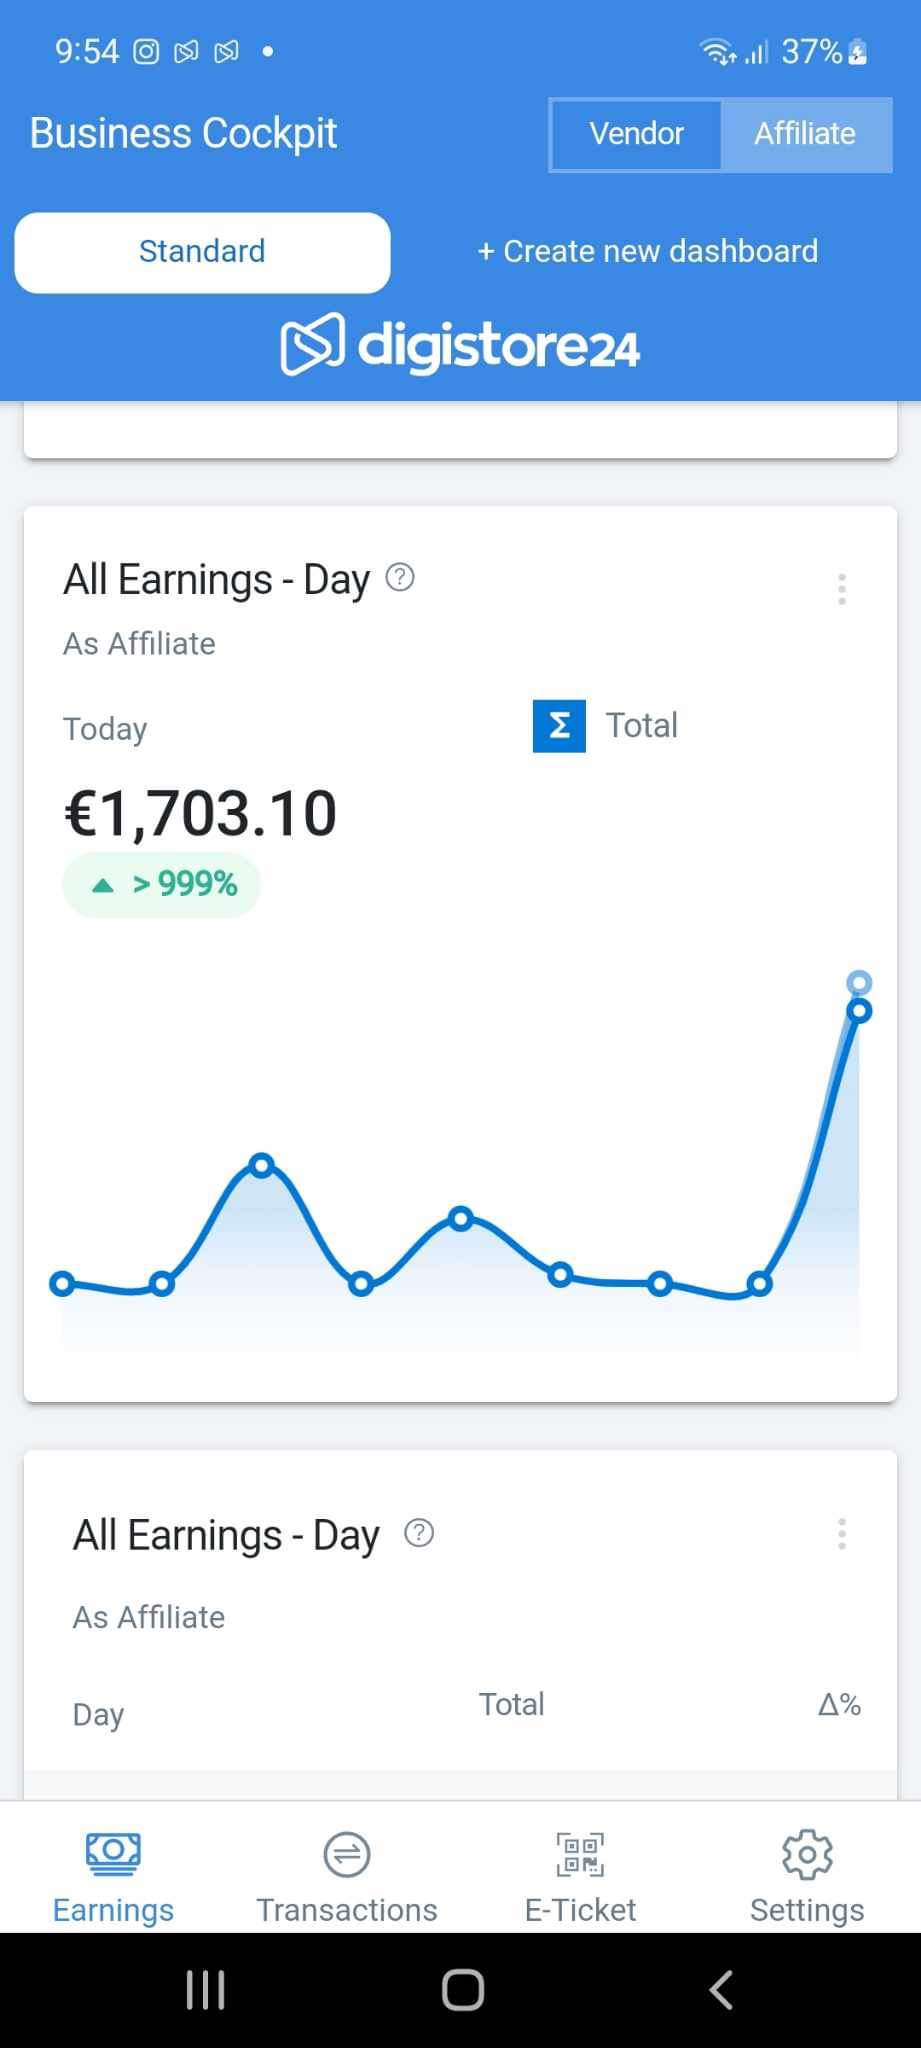 9:54
37%
Business Cockpit
Vendor
Affiliate
Standard
+ Create new dashboard
digistore24
All Earnings - Day ?
As Affiliate
Today
Σ Total
€1,703.10
▲ > 999%
All Earnings - Day ?
As Affiliate
Day
Total
Δ%
Earnings
Transactions
E-Ticket
Settings